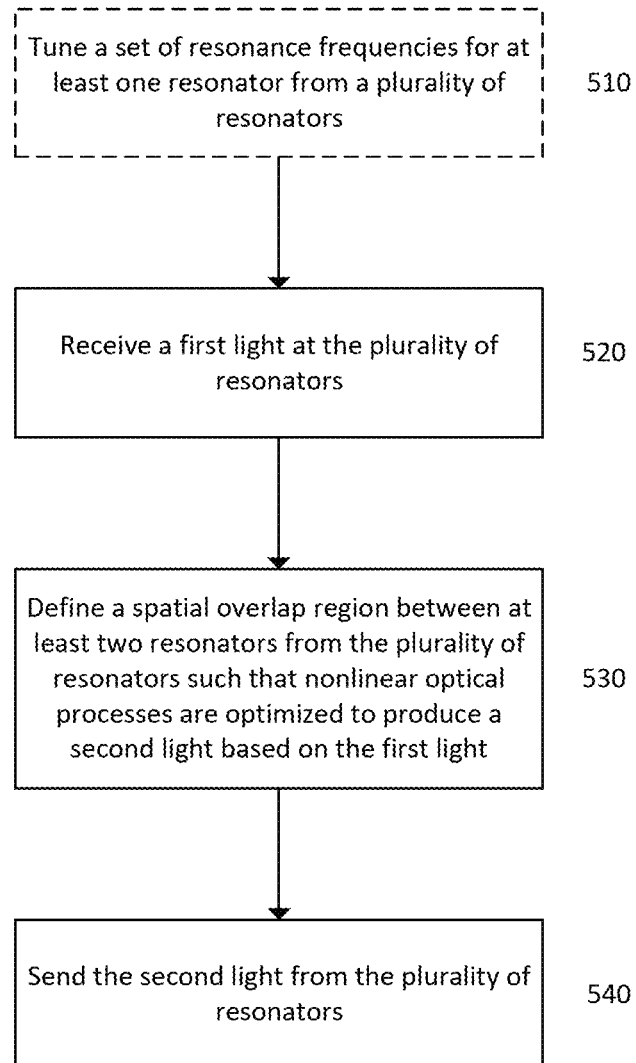 Tune a set of resonance frequencies for at
least one resonator from a plurality of
resonators
510
Receive a first light at the plurality of
resonators
520
Define a spatial overlap region between at
least two resonators from the plurality of
resonators such that nonlinear optical
processes are optimized to produce a
second light based on the first light
530
Send the second light from the plurality of
resonators
540